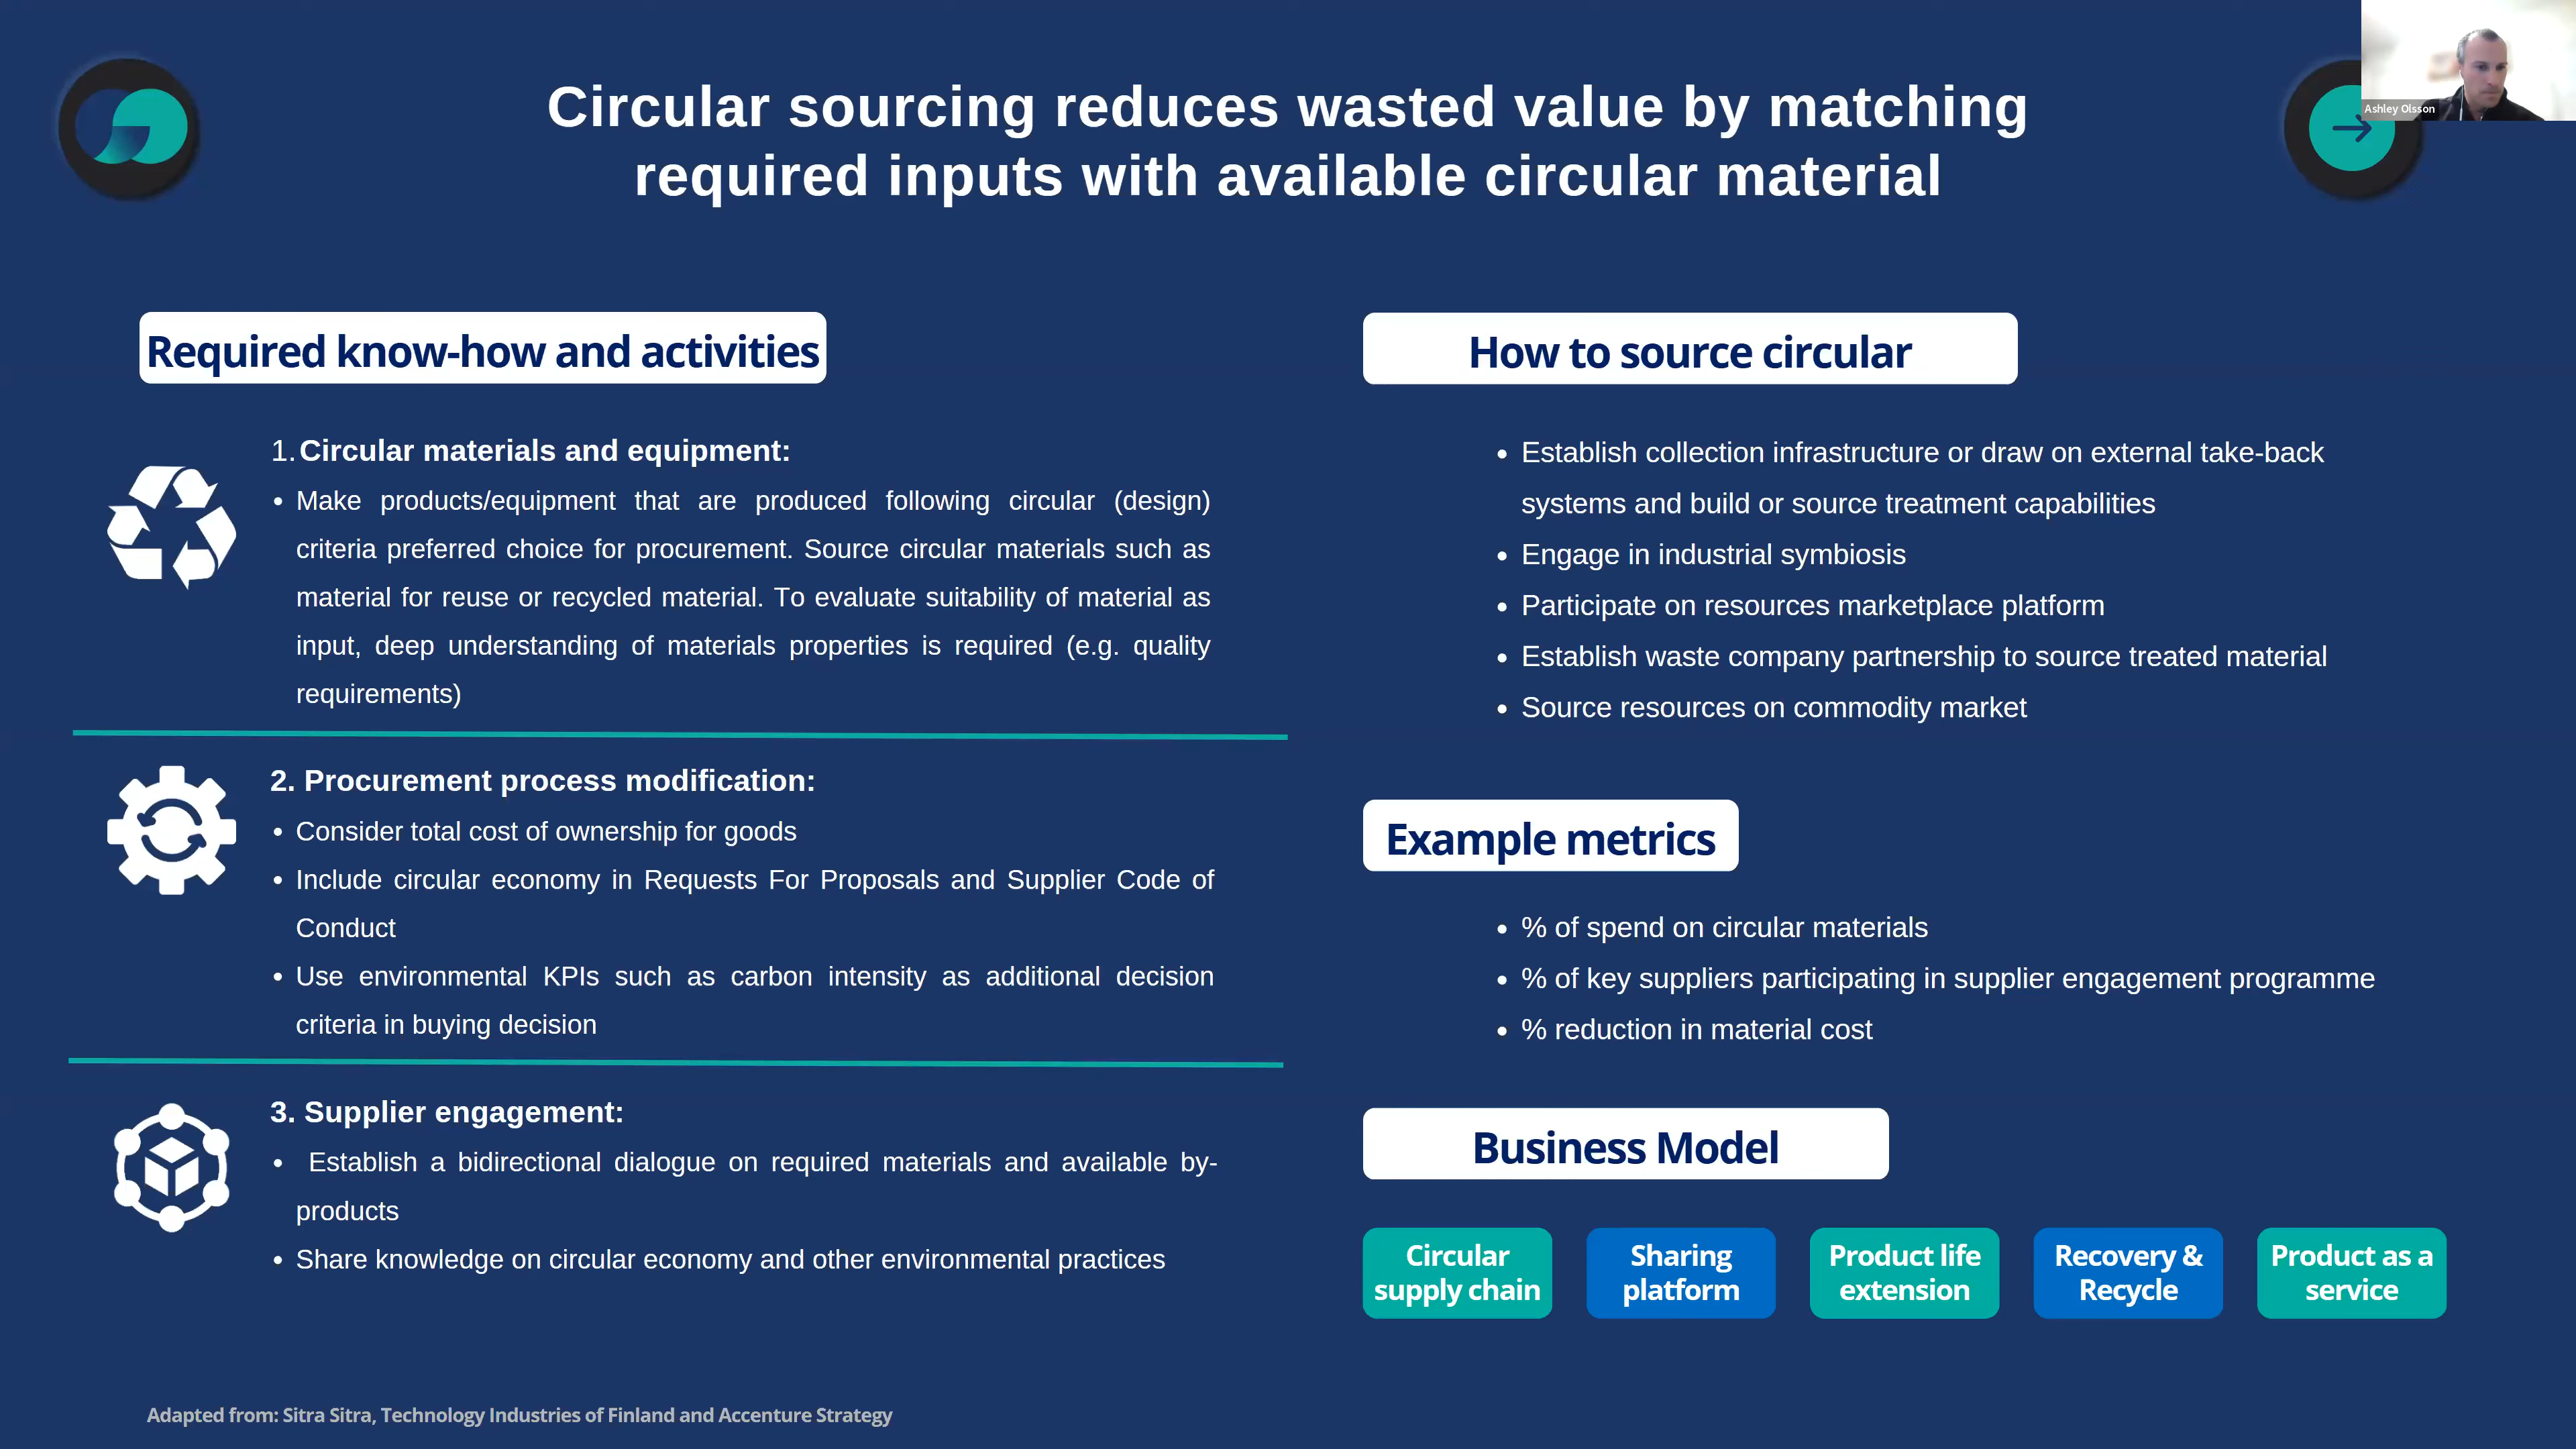 Circular sourcing reduces wasted value by matching
required inputs with available circular material
Ashley Olsson
Required know-how and activities
1. Circular materials and equipment:
• Make products/equipment that are produced following circular (design)
criteria preferred choice for procurement. Source circular materials such as
material for reuse or recycled material. To evaluate suitability of material as
input, deep understanding of materials properties is required (e.g. quality
requirements)
2. Procurement process modification:
• Consider total cost of ownership for goods
• Include circular economy in Requests For Proposals and Supplier Code of
Conduct
• Use environmental KPIs such as carbon intensity as additional decision
criteria in buying decision
3. Supplier engagement:
• Establish a bidirectional dialogue on required materials and available by-
products
• Share knowledge on circular economy and other environmental practices
How to source circular
• Establish collection infrastructure or draw on external take-back
systems and build or source treatment capabilities
• Engage in industrial symbiosis
• Participate on resources marketplace platform
• Establish waste company partnership to source treated material
• Source resources on commodity market
Example metrics
• % of spend on circular materials
• % of key suppliers participating in supplier engagement programme
• % reduction in material cost
Business Model
Circular
supply chain
Sharing
platform
Product life
extension
Recovery &
Recycle
Product as a
service
Adapted from: Sitra Sitra, Technology Industries of Finland and Accenture Strategy